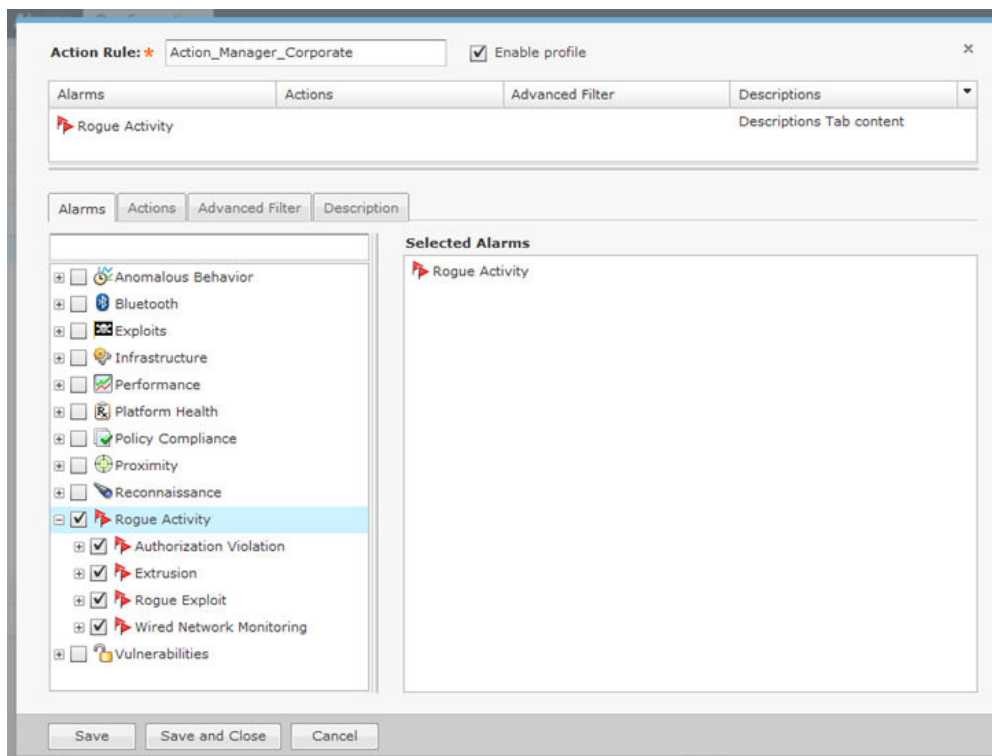 Action Rule: * Action_Manager_Corporate Enable profile
Alarms Actions Advanced Filter Descriptions
Rogue Activity Descriptions Tab content
Alarms Actions Advanced Filter Description
Selected Alarms
Rogue Activity
Anomalous Behavior
Bluetooth
Exploits
Infrastructure
Performance
Platform Health
Policy Compliance
Proximity
Reconnaissance
Rogue Activity
Authorization Violation
Extrusion
Rogue Exploit
Wired Network Monitoring
Vulnerabilities
Save Save and Close Cancel